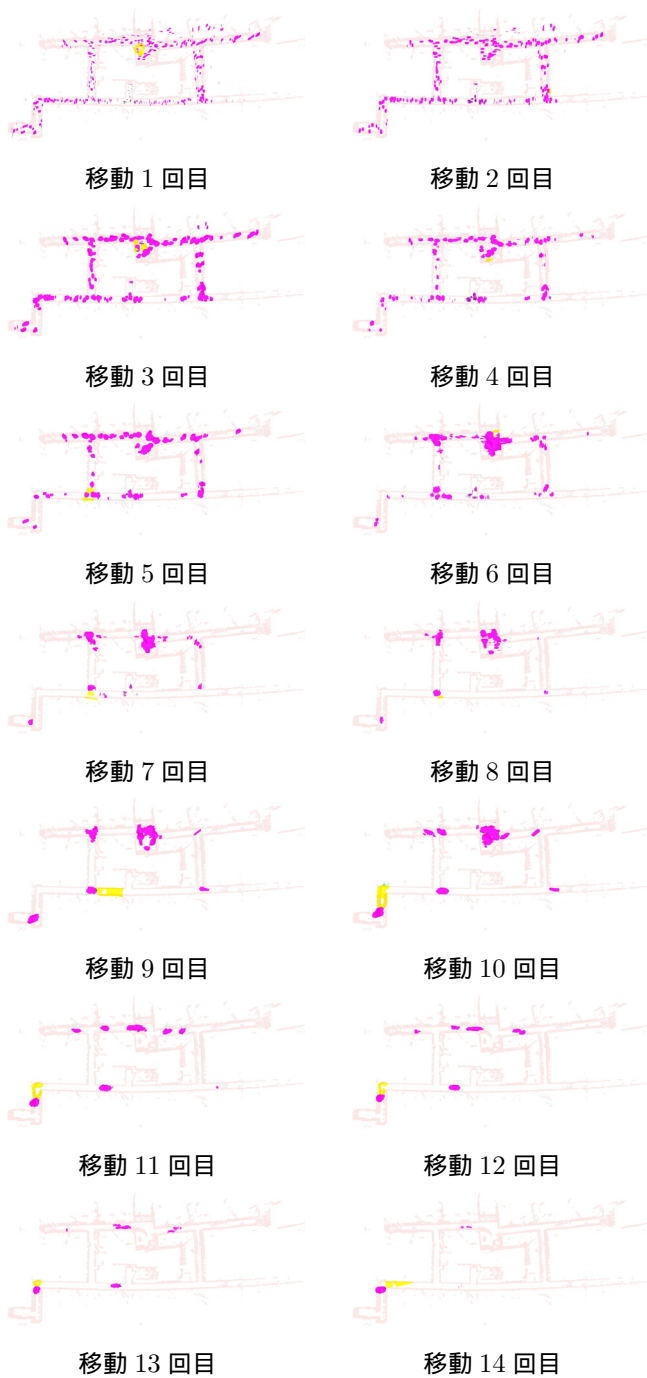 移動 1 回目
移動 2 回目
移動 3 回目
移動 4 回目
移動 5 回目
移動 6 回目
移動 7 回目
移動 8 回目
移動 9 回目
移動 10 回目
移動 11 回目
移動 12 回目
移動 13 回目
移動 14 回目